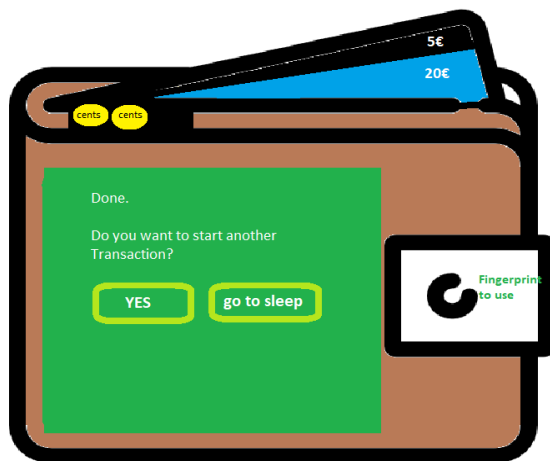 5€
20€
cents cents
Done.
Do you want to start another
Transaction?
YES
go to sleep
Fingerprint
to use